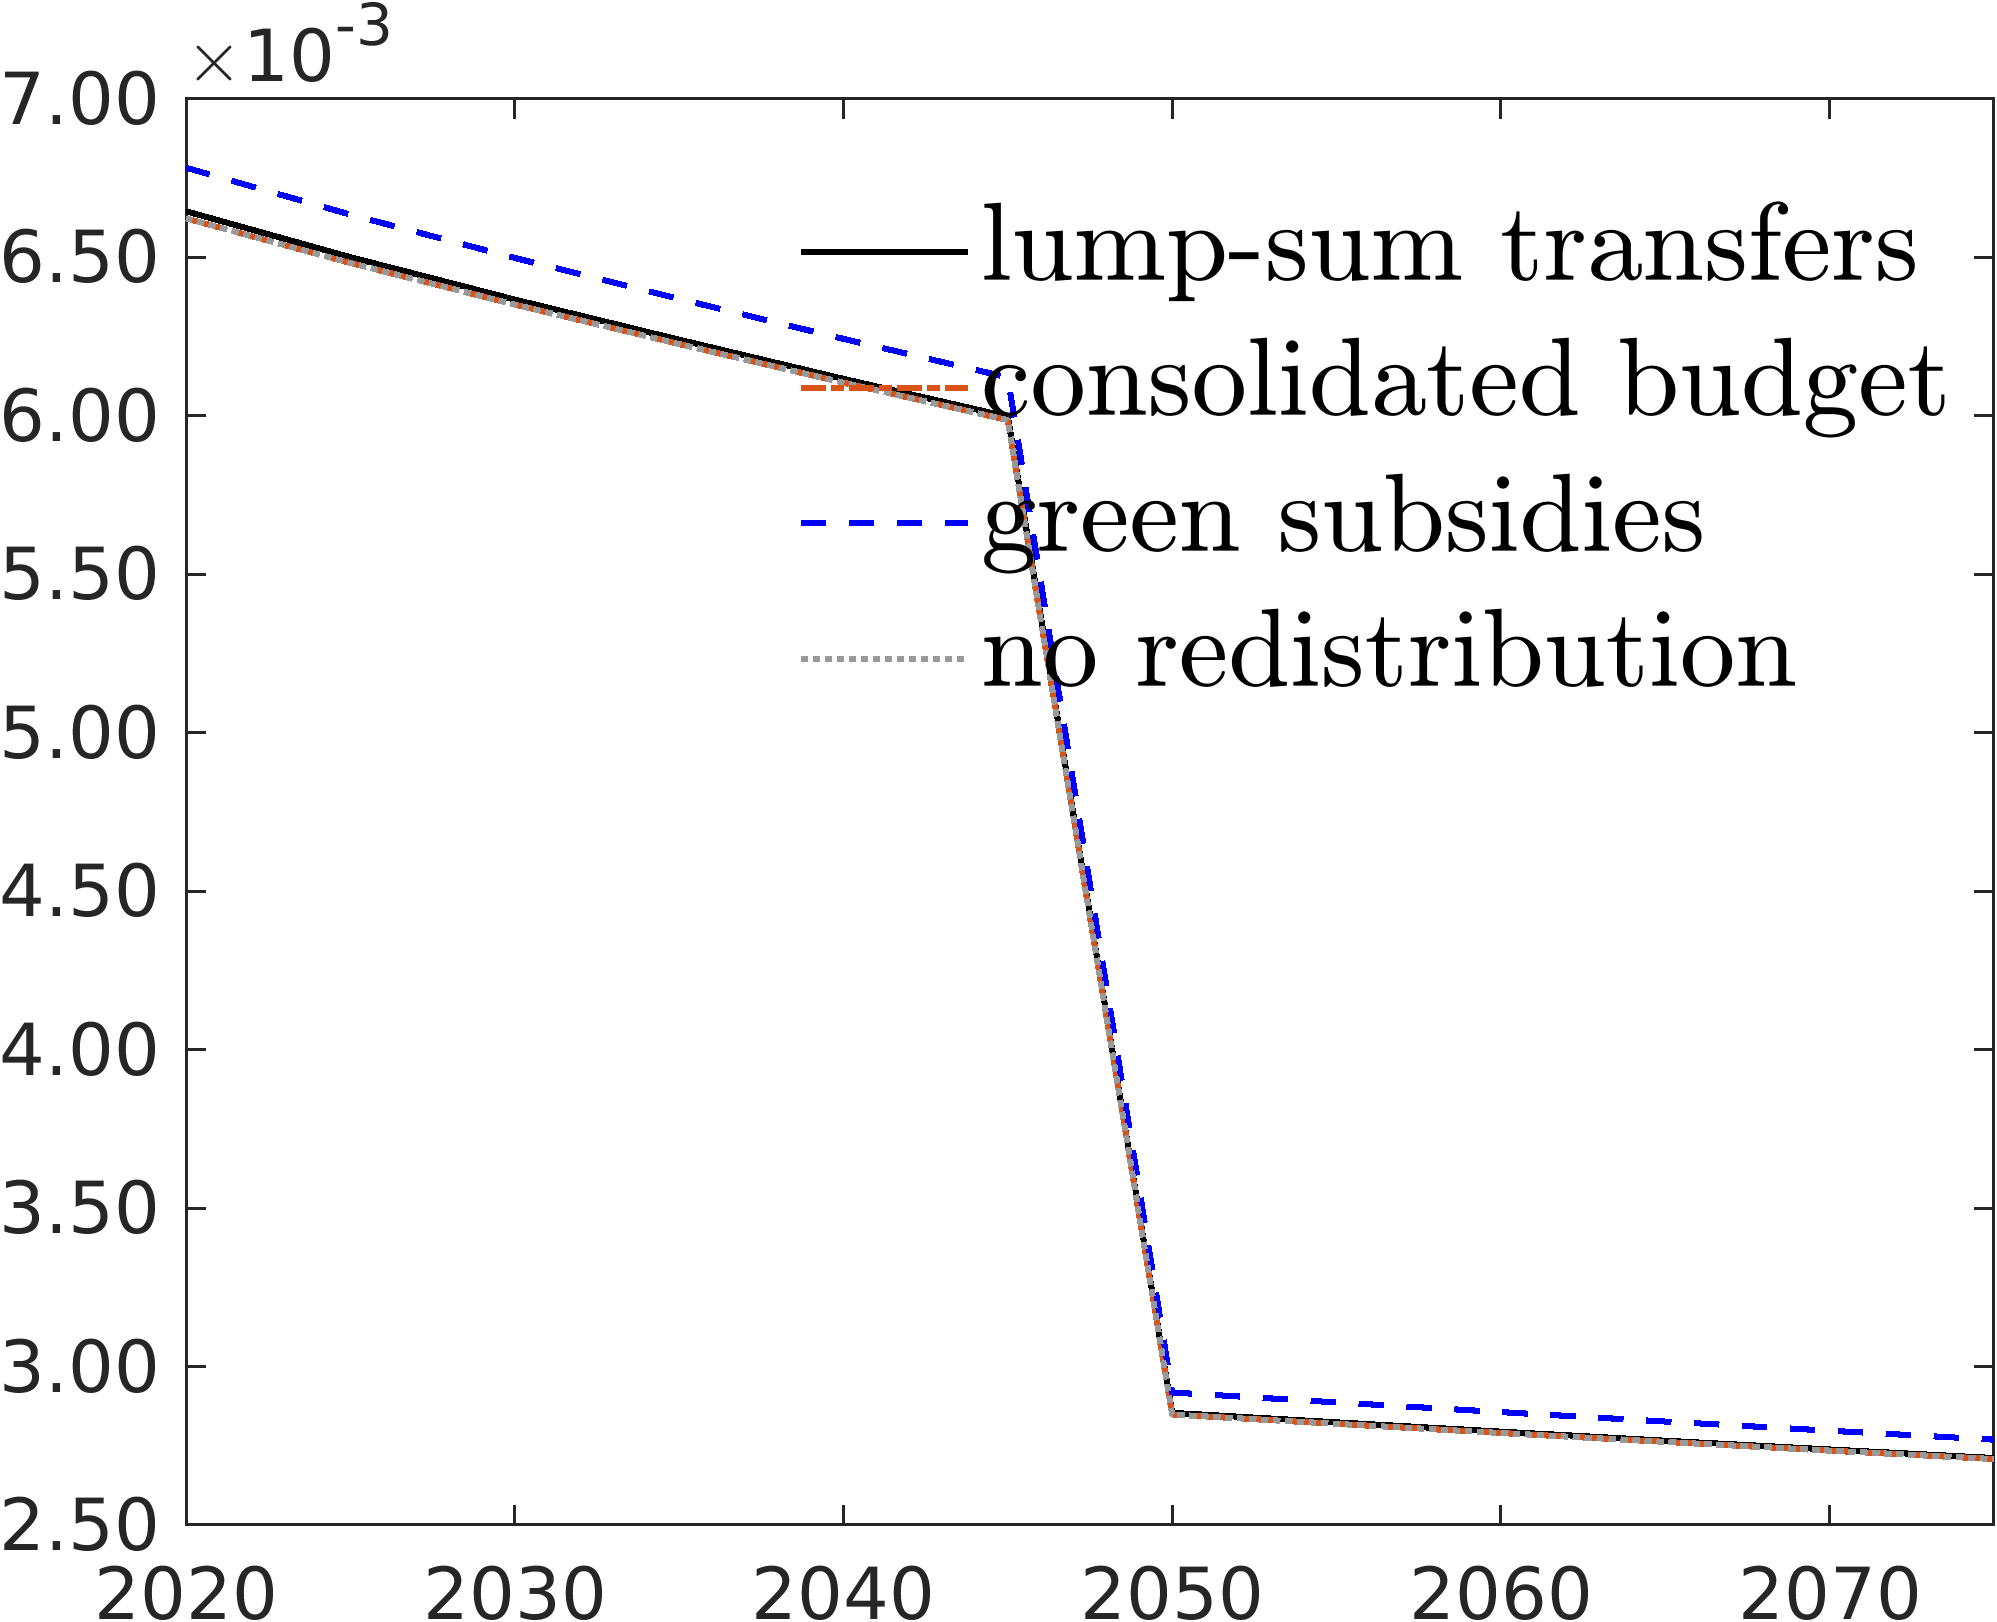 ×10-3
7.00
6.50
6.00
5.50
5.00
4.50
4.00
3.50
3.00
2.50
lump-sum transfers
consolidated budget
green subsidies
no redistribution
2020 2030 2040 2050 2060 2070